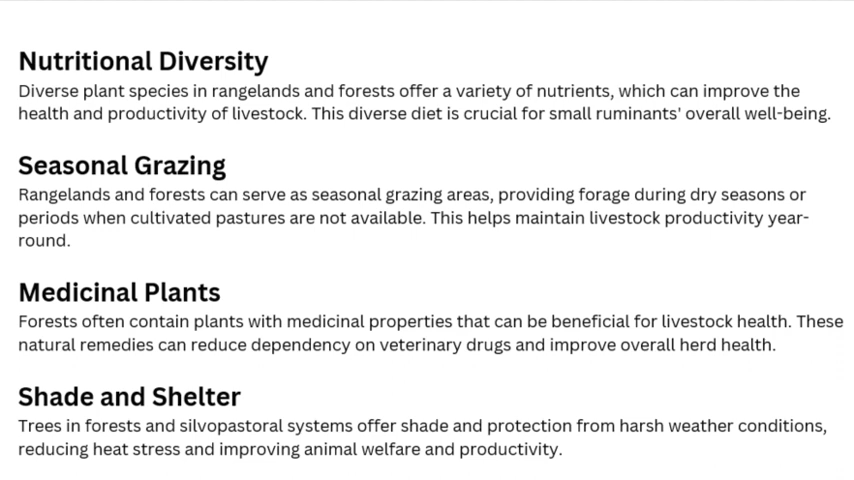 Nutritional Diversity
Diverse plant species in rangelands and forests offer a variety of nutrients, which can improve the
health and productivity of livestock. This diverse diet is crucial for small ruminants' overall well-being.
Seasonal Grazing
Rangelands and forests can serve as seasonal grazing areas, providing forage during dry seasons or
periods when cultivated pastures are not available. This helps maintain livestock productivity year-
round.
Medicinal Plants
Forests often contain plants with medicinal properties that can be beneficial for livestock health. These
natural remedies can reduce dependency on veterinary drugs and improve overall herd health.
Shade and Shelter
Trees in forests and silvopastoral systems offer shade and protection from harsh weather conditions,
reducing heat stress and improving animal welfare and productivity.